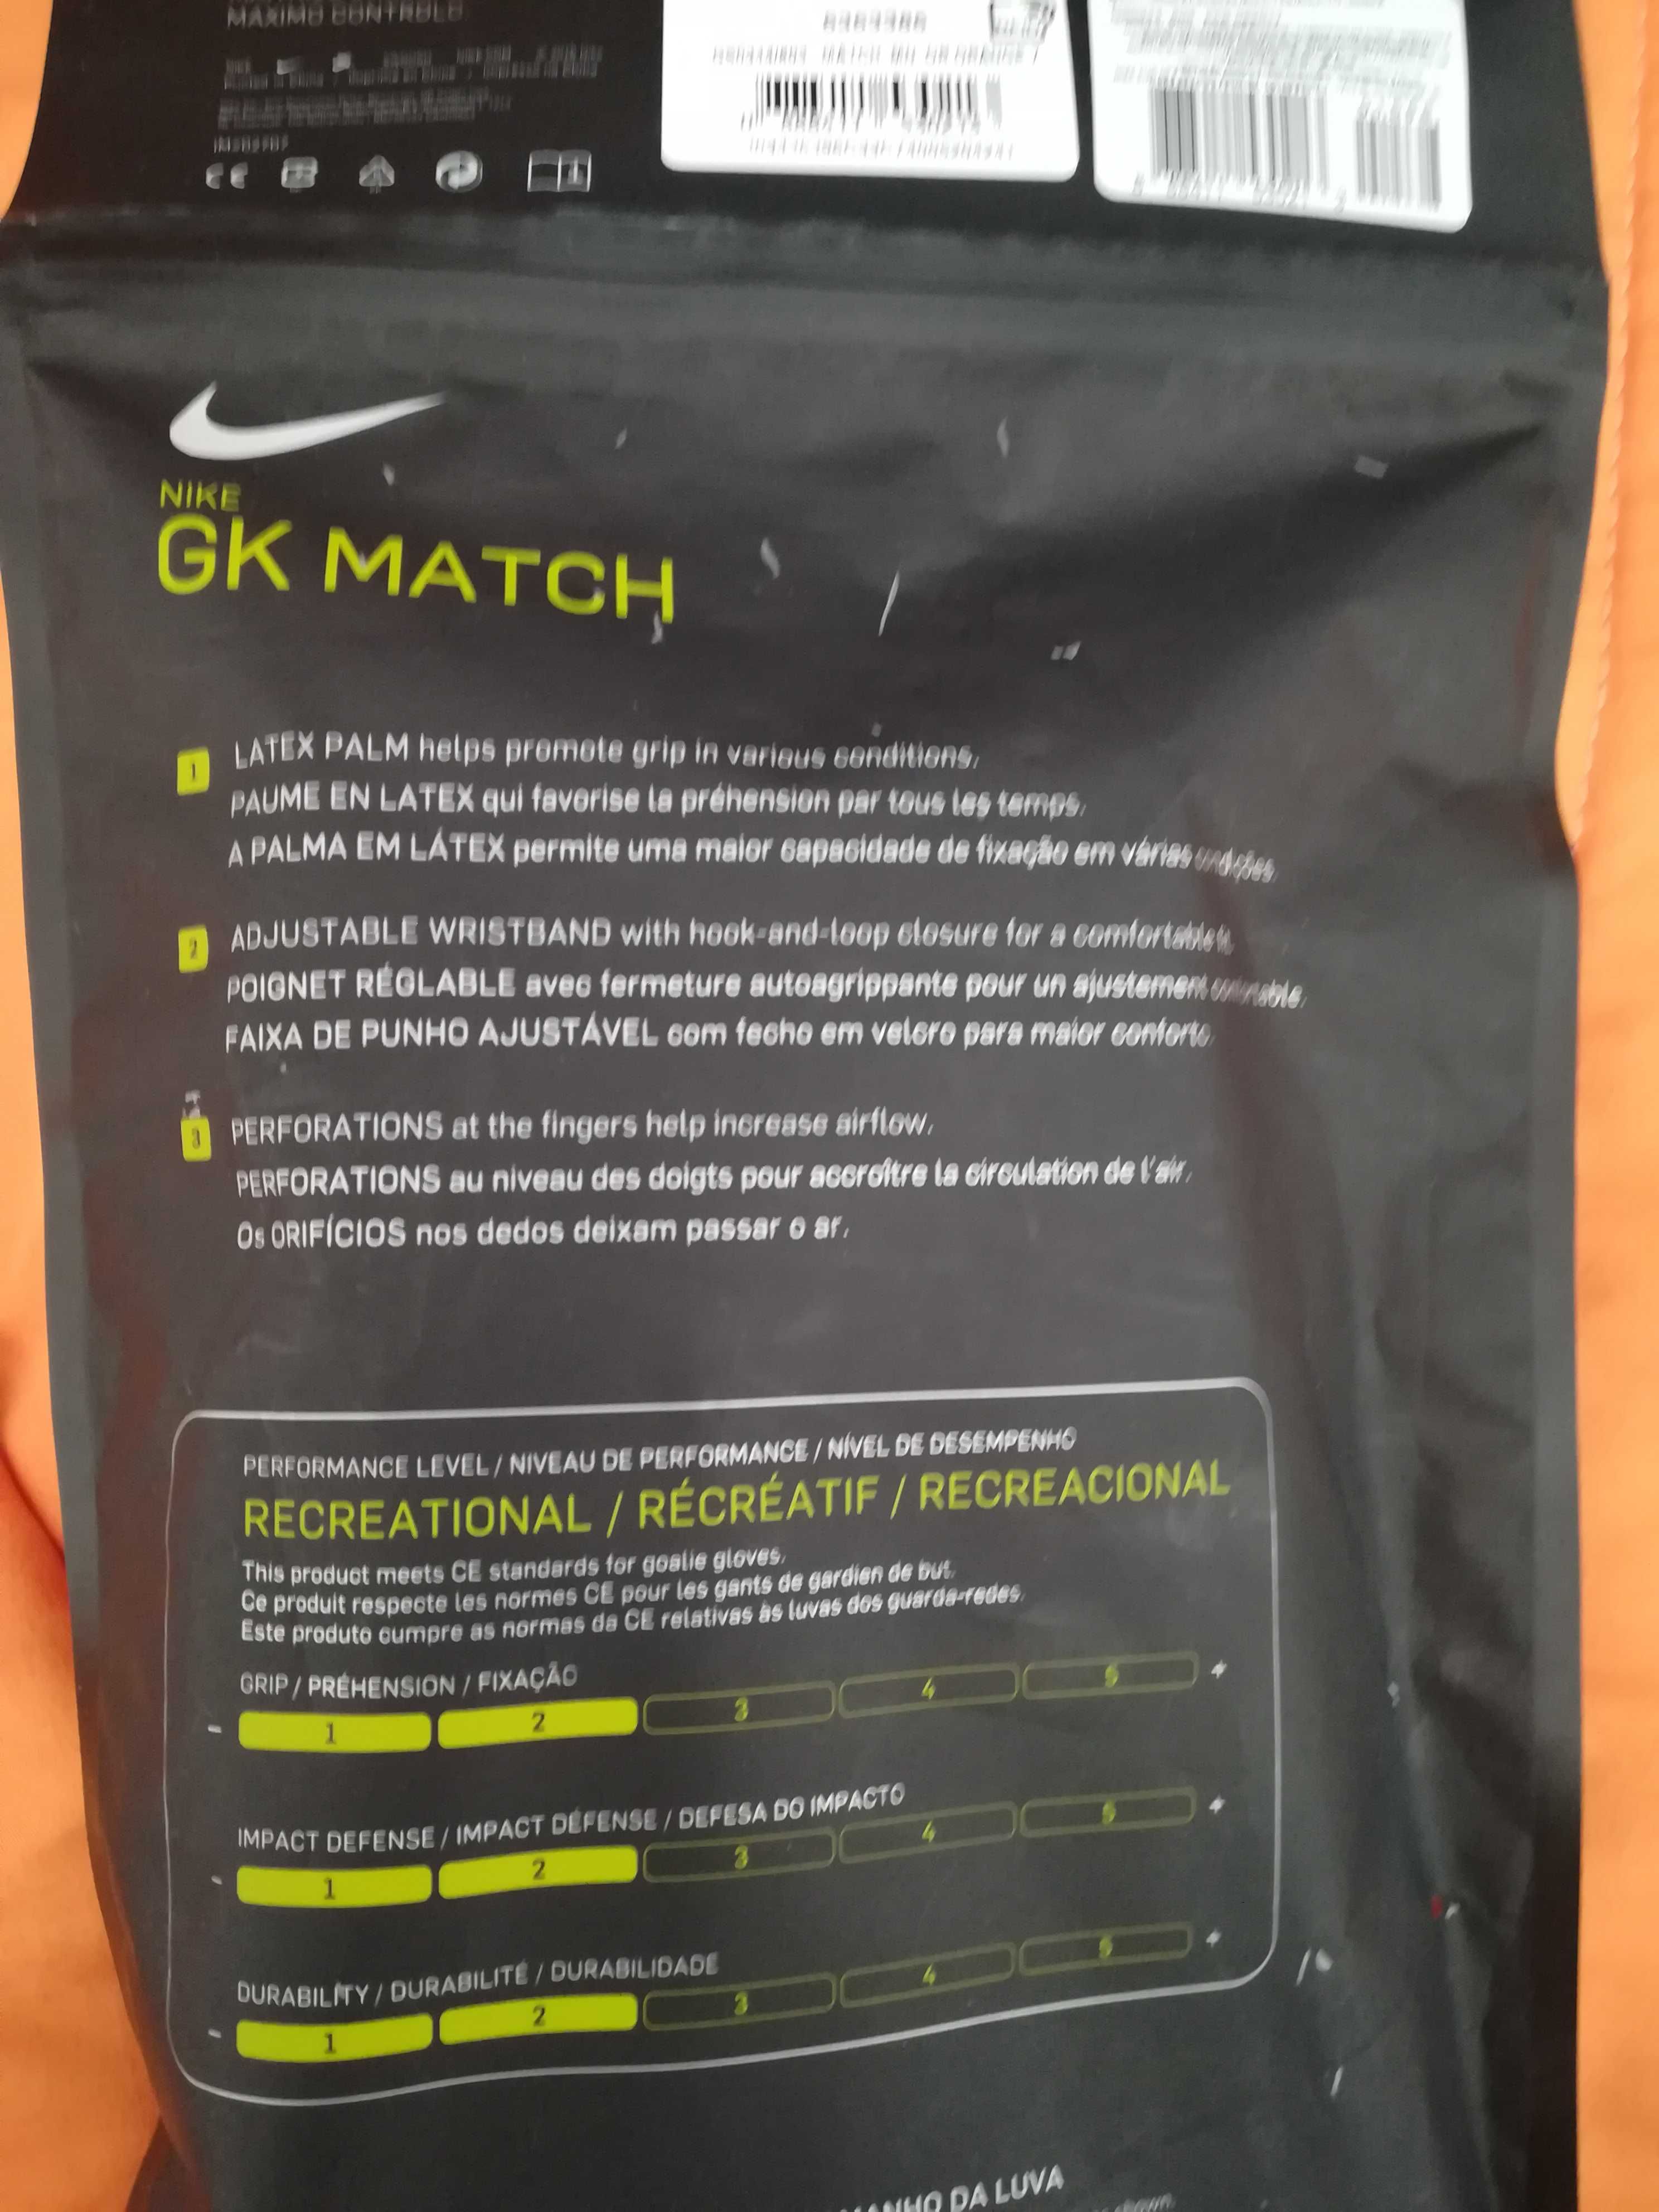 MÁXIMO CONTROLO
NIKE
GK MATCH
1
LATEX PALM helps promote grip in various conditions.
PAUME EN LATEX qui favorise la préhension par tous les temps.
A PALMA EM LÁTEX permite uma maior capacidade de fixação em várias condições.
2
ADJUSTABLE WRISTBAND with hook-and-loop closure for a comfortable
POIGNET RÉGLABLE avec fermeture autoagrippante pour un ajustement confortable.
FAIXA DE PUNHO AJUSTÁVEL com fecho em velcro para maior conforto.
3
PERFORATIONS at the fingers help increase airflow.
PERFORATIONS au niveau des doigts pour accroître la circulation de l'air.
Os ORIFÍCIOS nos dedos deixam passar o ar.
PERFORMANCE LEVEL / NIVEAU DE PERFORMANCE / NÍVEL DE DESEMPENHO
RECREATIONAL / RÉCRÉATIF / RECREACIONAL
This product meets CE standards for goalie gloves.
Ce produit respecte les normes CE pour les gants de gardien de but.
Este produto cumpre as normas da CE relativas às luvas dos guarda-redes.
GRIP / PRÉHENSION / FIXAÇÃO
- 1 2 3 4 5 +
IMPACT DEFENSE / IMPACT DÉFENSE / DEFESA DO IMPACTO
- 1 2 3 4 5 +
DURABILITY / DURABILITÉ / DURABILIDADE
- 1 2 3 4 5 +
DA LUVA